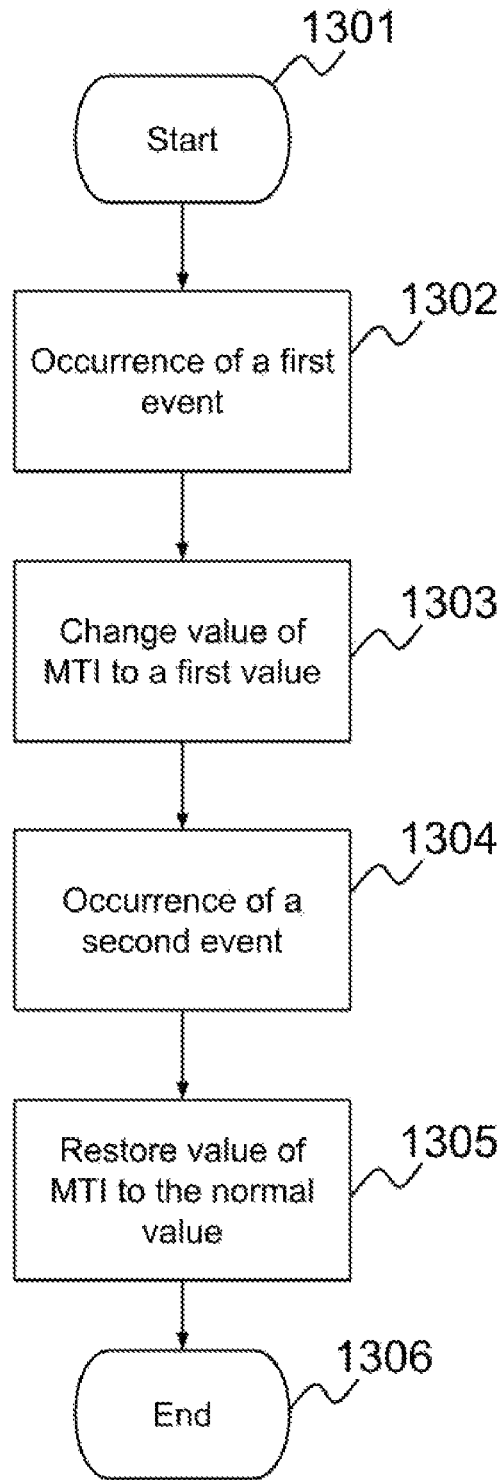 1301
Start
1302
Occurrence of a first
event
1303
Change value of
MTI to a first value
1304
Occurrence of a
second event
1305
Restore value of
MTI to the normal
value
1306
End